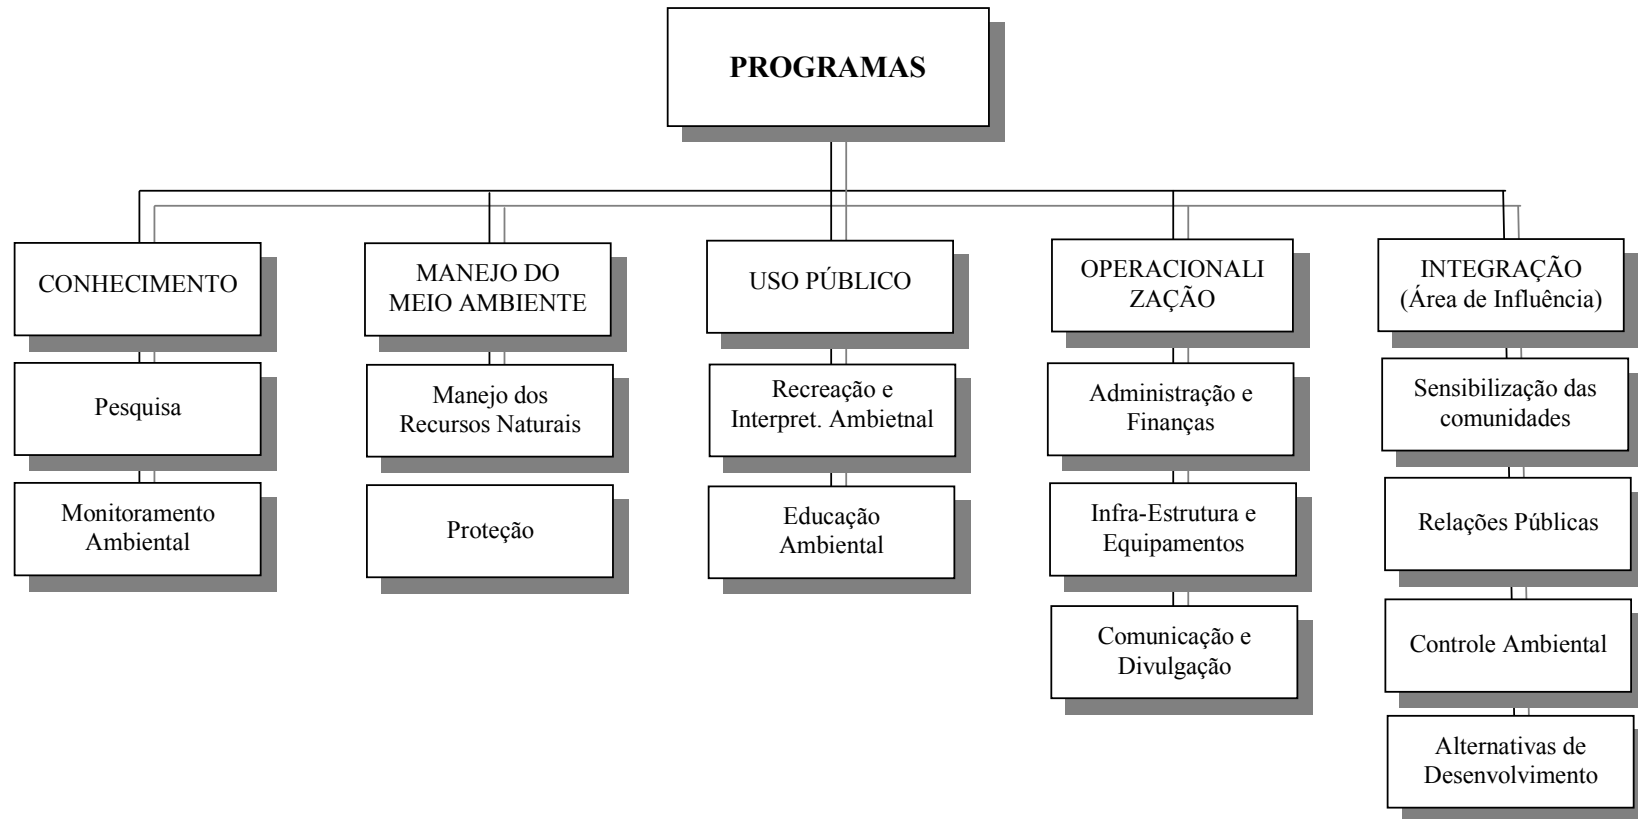 PROGRAMAS
CONHECIMENTO
Pesquisa
Monitoramento
Ambiental
MANEJO DO
MEIO AMBIENTE
Manejo dos
Recursos Naturais
Proteção
USO PÚBLICO
Recreação e
Interpret. Ambietnal
Educação
Ambiental
OPERACIONALI
ZAÇÃO
Administração e
Finanças
Infra-Estrutura e
Equipamentos
Comunicação e
Divulgação
INTEGRAÇÃO
(Área de Influência)
Sensibilização das
comunidades
Relações Públicas
Controle Ambiental
Alternativas de
Desenvolvimento